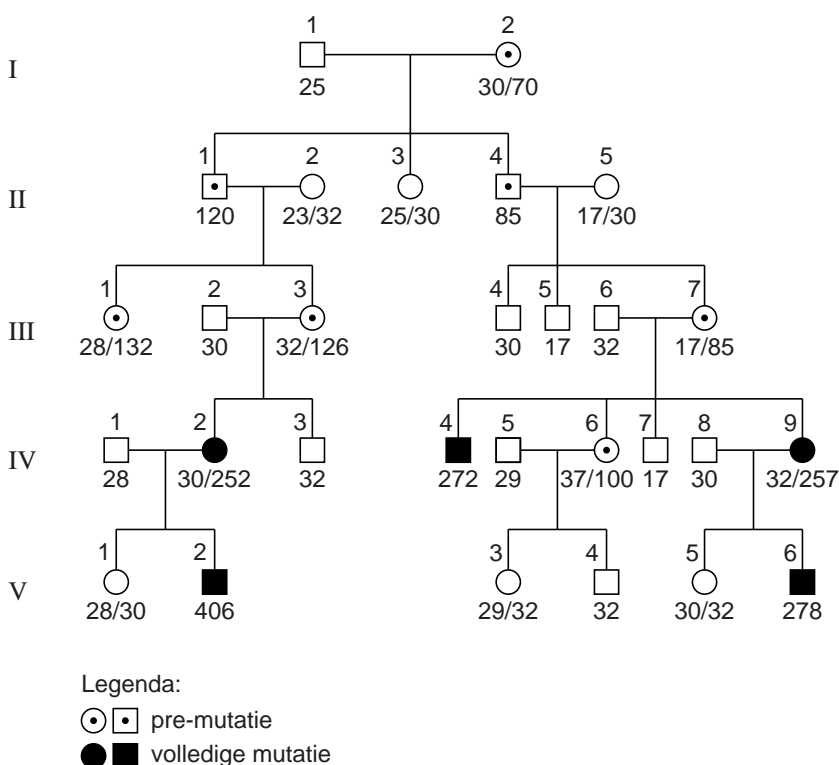 1 2
I
25 30/70
1 2 3 4 5
II
120 23/32 25/30 85 17/30
1 2 3 4 5 6 7
III
28/132 30 32/126 30 17 32 17/85
1 2 3 4 5 6 7 8 9
IV
28 30/252 32 272 29 37/100 17 30 32/257
1 2 3 4 5 6
V
28/30 406 29/32 32 30/32 278
Legenda:
pre-mutatie
volledige mutatie